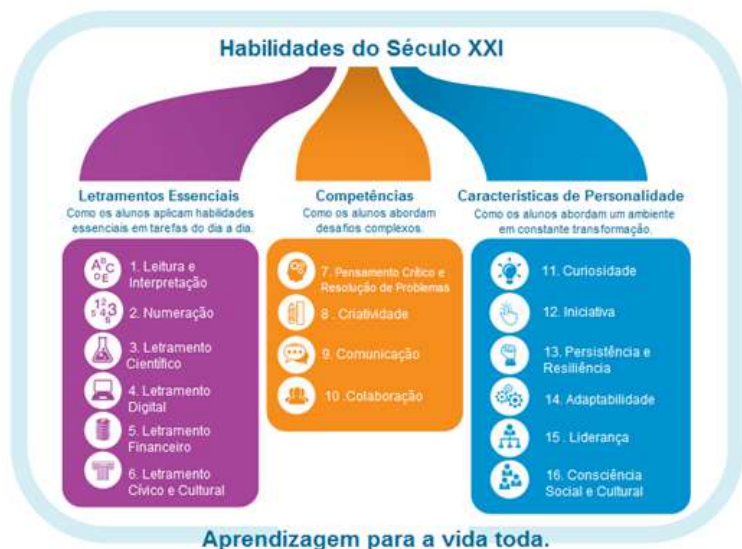 Habilidades do Século XXI
Letramentos Essenciais
Como os alunos aplicam habilidades
essenciais em tarefas do dia a dia.
ABC
DE
1. Leitura e
Interpretação
2. Numeração
3. Letramento
Científico
4. Letramento
Digital
5. Letramento
Financeiro
6. Letramento
Cívico e Cultural
Competências
Como os alunos abordam
desafios complexos.
7. Pensamento Crítico e
Resolução de Problemas
8 . Criatividade
9. Comunicação
10 .Colaboração
Características de Personalidade
Como os alunos abordam um ambiente
em constante transformação.
11. Curiosidade
12. Iniciativa
13. Persistência e
Resiliência
14. Adaptabilidade
15 . Liderança
16. Consciência
Social e Cultural
Aprendizagem para a vida toda.